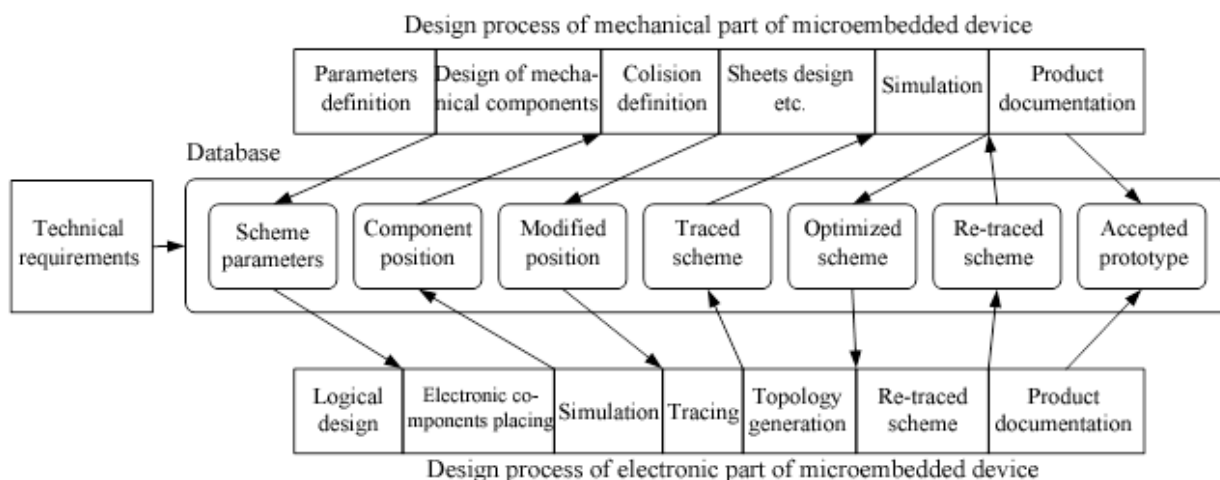 Design process of mechanical part of microembedded device
Parameters
definition
Design of mecha-
nical components
Colision
definition
Sheets design
etc.
Simulation
Product
documentation
Database
Technical
requirements
Scheme
parameters
Component
position
Modified
position
Traced
scheme
Optimized
scheme
Re-traced
scheme
Accepted
prototype
Logical
design
Electronic co-
mponents placing
Simulation
Tracing
Topology
generation
Re-traced
scheme
Product
documentation
Design process of electronic part of microembedded device